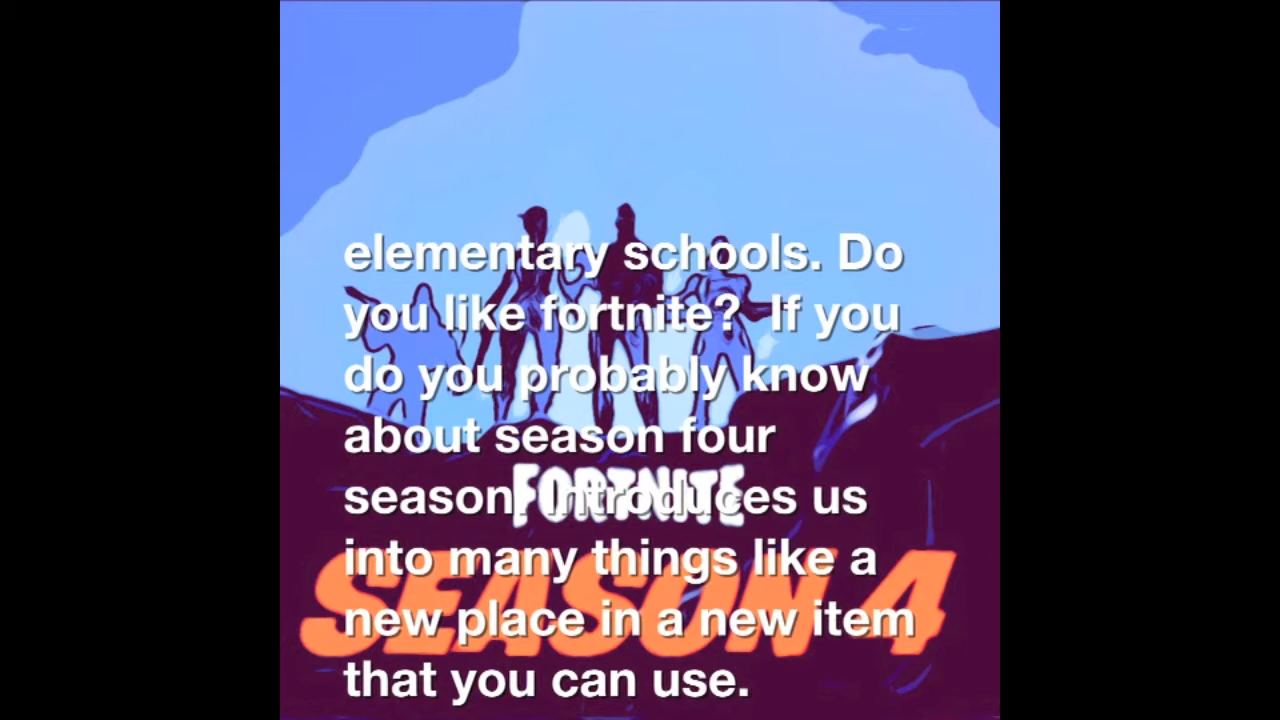 elementary schools. Do
you like fortnite?  If you
do you probably know
about season four
season. Introduces us
into many things like a
new place in a new item
that you can use.
FORTNITE
SEASON 4